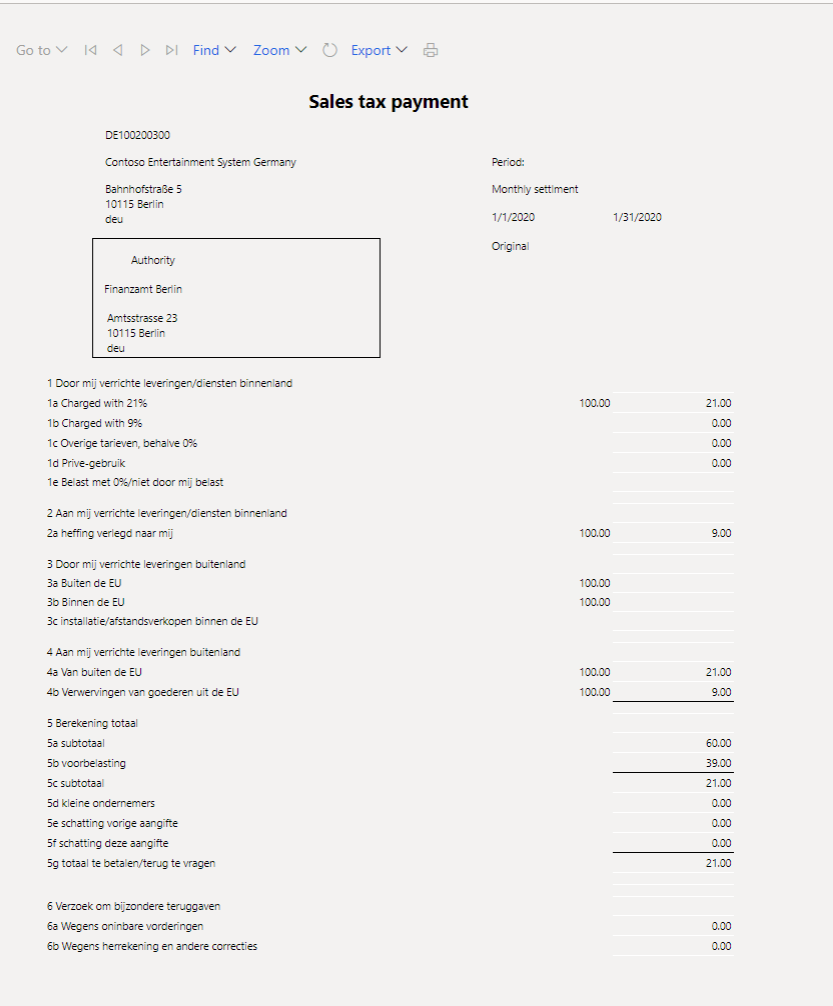 Go to Find Zoom Export
Sales tax payment
DE100200300
Contoso Entertainment System Germany Period:
Bahnhofstraße 5 Monthly settlment
10115 Berlin
deu 1/1/2020 1/31/2020
Original
Authority
Finanzamt Berlin
Amtsstrasse 23
10115 Berlin
deu
1 Door mij verrichte leveringen/diensten binnenland
1a Charged with 21% 100.00 21.00
1b Charged with 9% 0.00
1c Overige tarieven, behalve 0% 0.00
1d Prive-gebruik 0.00
1e Belast met 0%/niet door mij belast
2 Aan mij verrichte leveringen/diensten binnenland
2a heffing verlegd naar mij 100.00 9.00
3 Door mij verrichte leveringen buitenland
3a Buiten de EU 100.00
3b Binnen de EU 100.00
3c installatie/afstandsverkopen binnen de EU
4 Aan mij verrichte leveringen buitenland
4a Van buiten de EU 100.00 21.00
4b Verwervingen van goederen uit de EU 100.00 9.00
5 Berekening totaal
5a subtotaal 60.00
5b voorbelasting 39.00
5c subtotaal 21.00
5d kleine ondernemers 0.00
5e schatting vorige aangifte 0.00
5f schatting deze aangifte 0.00
5g totaal te betalen/terug te vragen 21.00
6 Verzoek om bijzondere teruggaven
6a Wegens oninbare vorderingen 0.00
6b Wegens herrekening en andere correcties 0.00